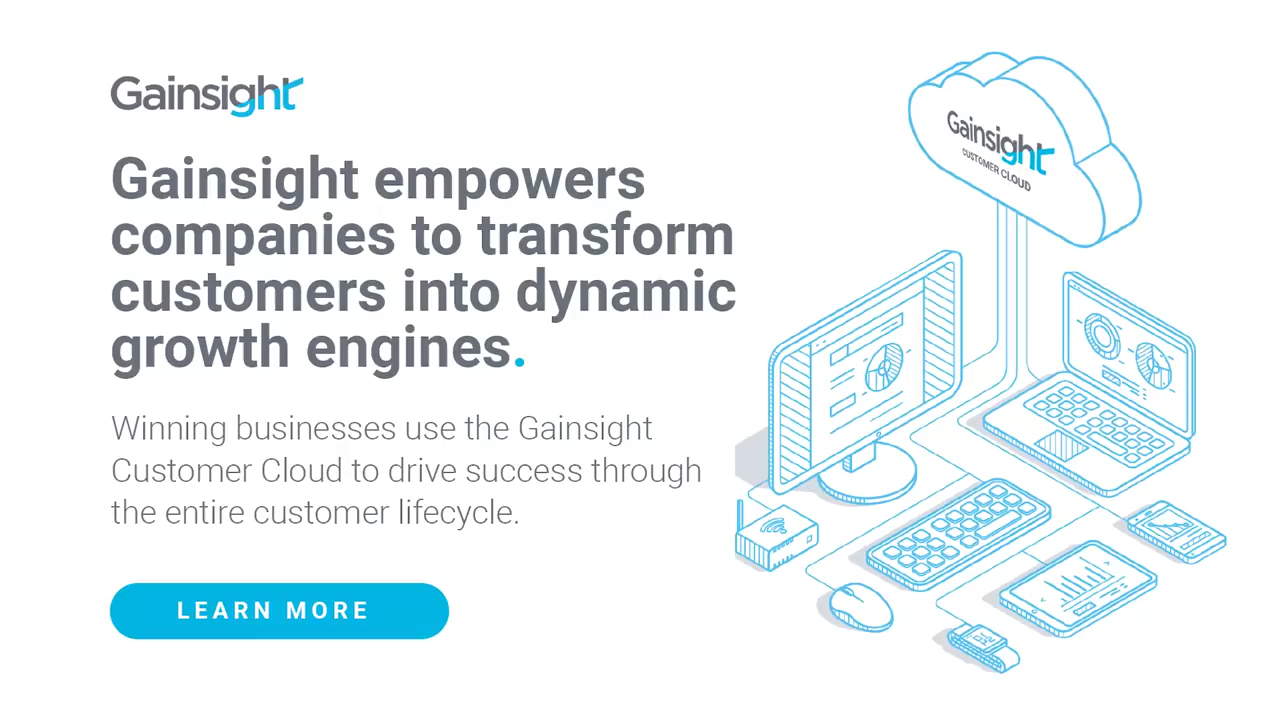 Gainsight
Gainsight empowers
companies to transform
customers into dynamic
growth engines.
Winning businesses use the Gainsight
Customer Cloud to drive success through
the entire customer lifecycle.
LEARN MORE
Gainsight
CUSTOMER CLOUD